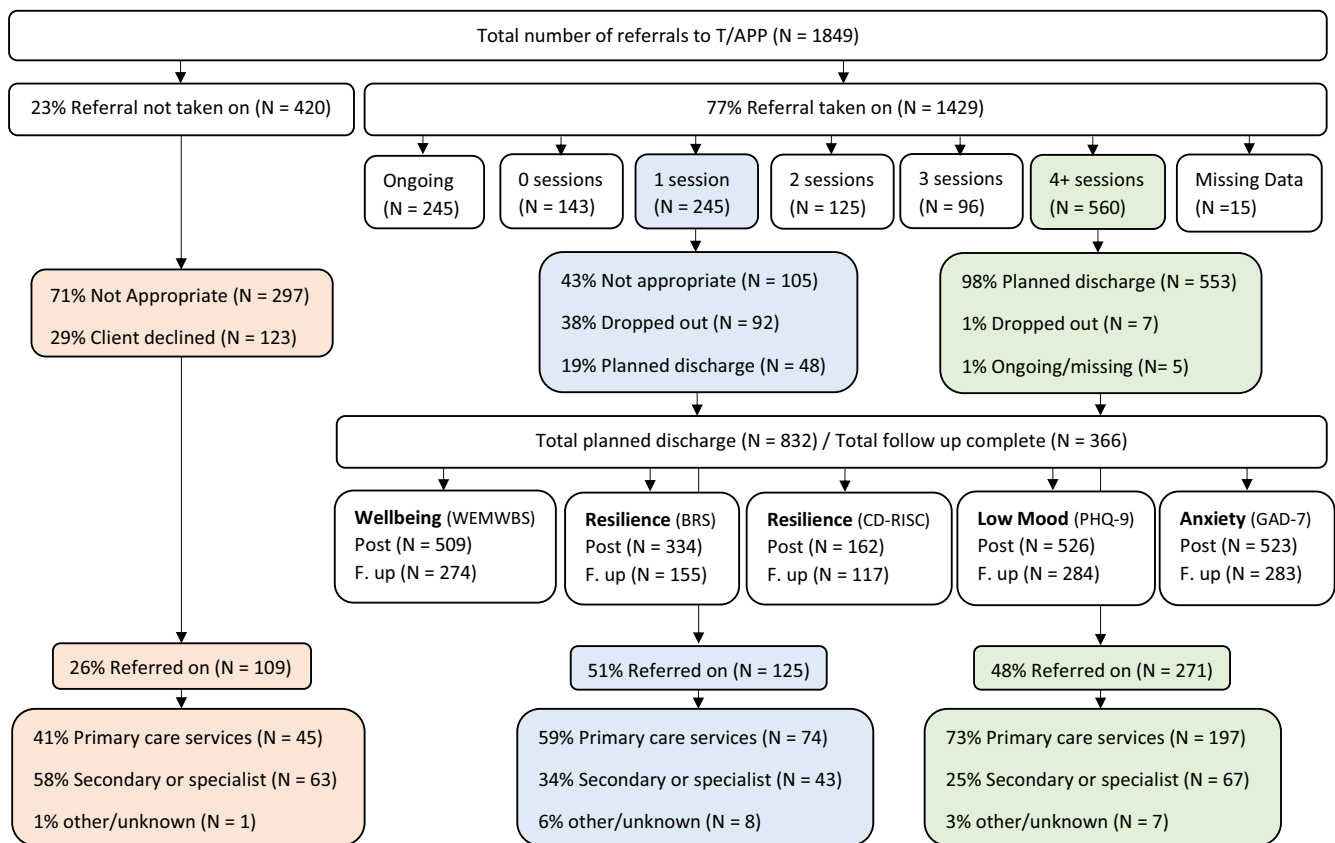 Total number of referrals to T/APP (N = 1849)
23% Referral not taken on (N = 420)
77% Referral taken on (N = 1429)
Ongoing
(N = 245)
0 sessions
(N = 143)
1 session
(N = 245)
2 sessions
(N = 125)
3 sessions
(N = 96)
4+ sessions
(N = 560)
Missing Data
(N =15)
71% Not Appropriate (N = 297)
29% Client declined (N = 123)
43% Not appropriate (N = 105)
38% Dropped out (N = 92)
19% Planned discharge (N = 48)
98% Planned discharge (N = 553)
1% Dropped out (N = 7)
1% Ongoing/missing (N= 5)
Total planned discharge (N = 832) / Total follow up complete (N = 366)
Wellbeing (WEMWBS)
Post (N = 509)
F. up (N = 274)
Resilience (BRS)
Post (N = 334)
F. up (N = 155)
Resilience (CD-RISC)
Post (N = 162)
F. up (N = 117)
Low Mood (PHQ-9)
Post (N = 526)
F. up (N = 284)
Anxiety (GAD-7)
Post (N = 523)
F. up (N = 283)
26% Referred on (N = 109)
51% Referred on (N = 125)
48% Referred on (N = 271)
41% Primary care services (N = 45)
58% Secondary or specialist (N = 63)
1% other/unknown (N = 1)
59% Primary care services (N = 74)
34% Secondary or specialist (N = 43)
6% other/unknown (N = 8)
73% Primary care services (N = 197)
25% Secondary or specialist (N = 67)
3% other/unknown (N = 7)